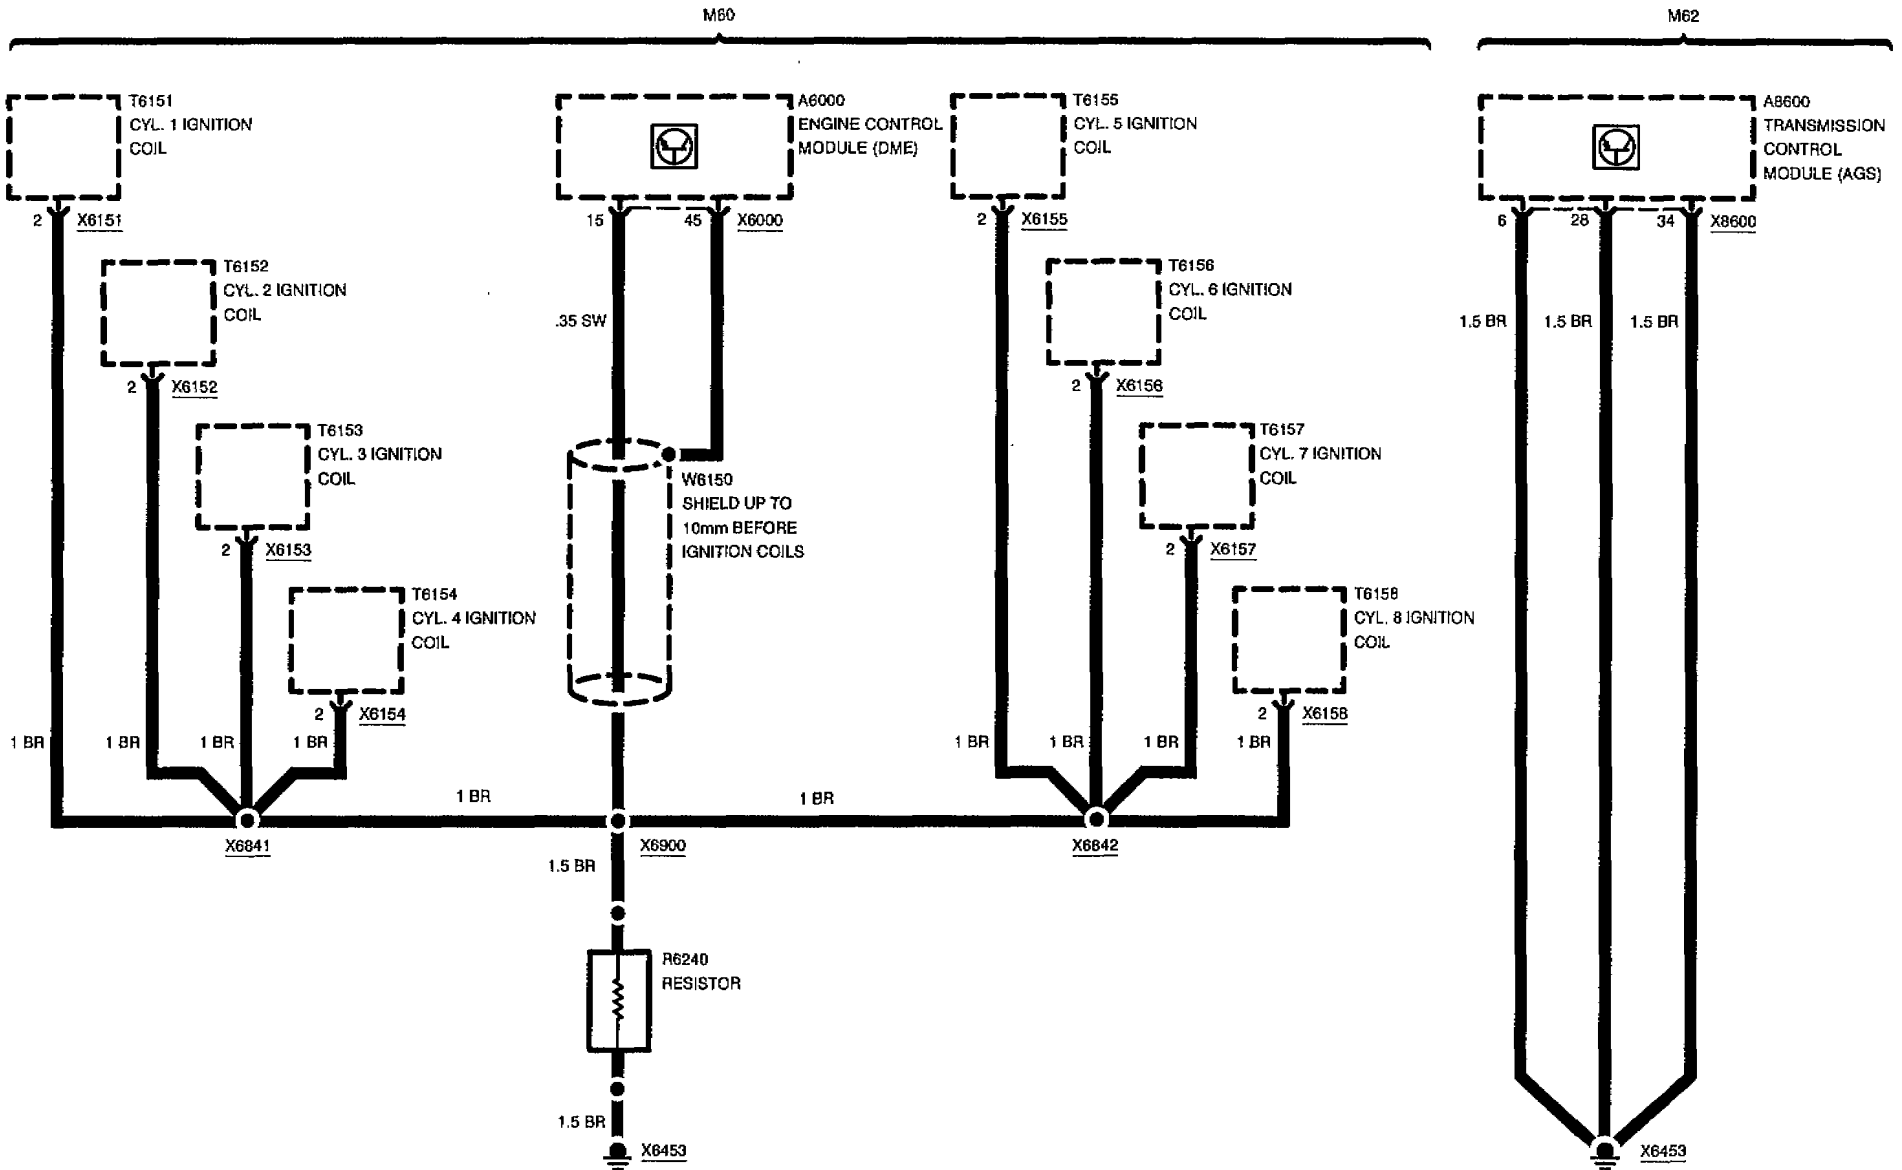 M60
M62
T6151
CYL. 1 IGNITION
COIL
2
X6151
T6152
CYL. 2 IGNITION
COIL
2
X6152
T6153
CYL. 3 IGNITION
COIL
2
X6153
T6154
CYL. 4 IGNITION
COIL
2
X6154
A6000
ENGINE CONTROL
MODULE (DME)
15
45
X6000
.35 SW
W6150
SHIELD UP TO
10mm BEFORE
IGNITION COILS
T6155
CYL. 5 IGNITION
COIL
2
X6155
T6156
CYL. 6 IGNITION
COIL
2
X6156
T6157
CYL. 7 IGNITION
COIL
2
X6157
T6158
CYL. 8 IGNITION
COIL
2
X6158
A8600
TRANSMISSION
CONTROL
MODULE (AGS)
6
28
34
X8600
1.5 BR
1.5 BR
1.5 BR
1 BR
1 BR
1 BR
1 BR
1 BR
1 BR
1 BR
1 BR
1 BR
1 BR
X6841
X6900
X6842
1.5 BR
R6240
RESISTOR
1.5 BR
X6453
X6453